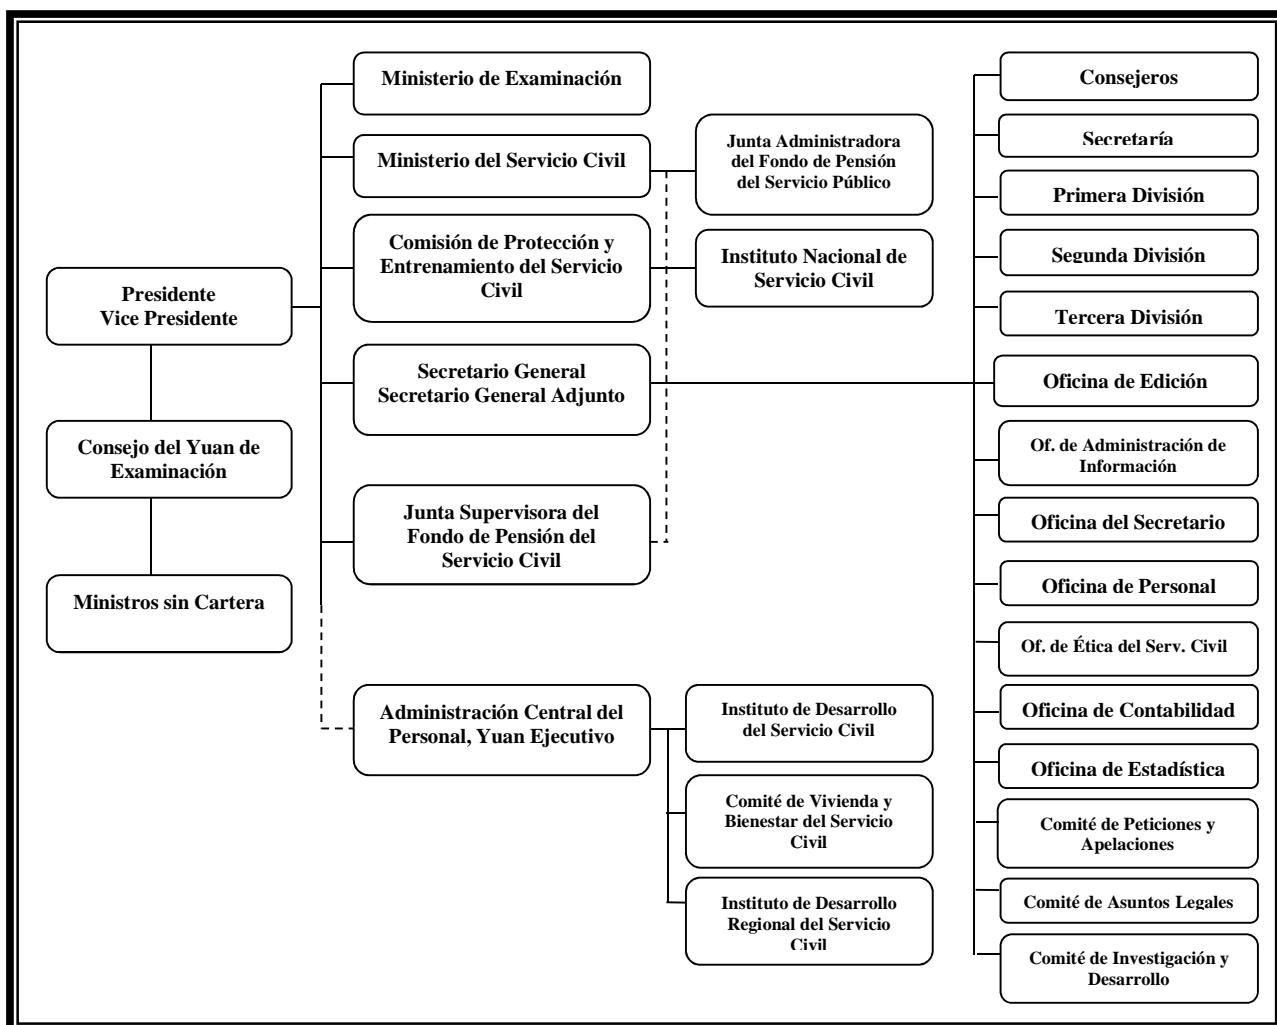 Presidente
Vice Presidente
Consejo del Yuan de
Examinación
Ministros sin Cartera
Ministerio de Examinación
Ministerio del Servicio Civil
Comisión de Protección y
Entrenamiento del Servicio
Civil
Secretario General
Secretario General Adjunto
Junta Supervisora del
Fondo de Pensión del
Servicio Civil
Administración Central del
Personal, Yuan Ejecutivo
Junta Administradora
del Fondo de Pensión
del Servicio Público
Instituto Nacional de
Servicio Civil
Instituto de Desarrollo
del Servicio Civil
Comité de Vivienda y
Bienestar del Servicio
Civil
Instituto de Desarrollo
Regional del Servicio
Civil
Consejeros
Secretaría
Primera División
Segunda División
Tercera División
Oficina de Edición
Of. de Administración de
Información
Oficina del Secretario
Oficina de Personal
Of. de Ética del Serv. Civil
Oficina de Contabilidad
Oficina de Estadística
Comité de Peticiones y
Apelaciones
Comité de Asuntos Legales
Comité de Investigación y
Desarrollo